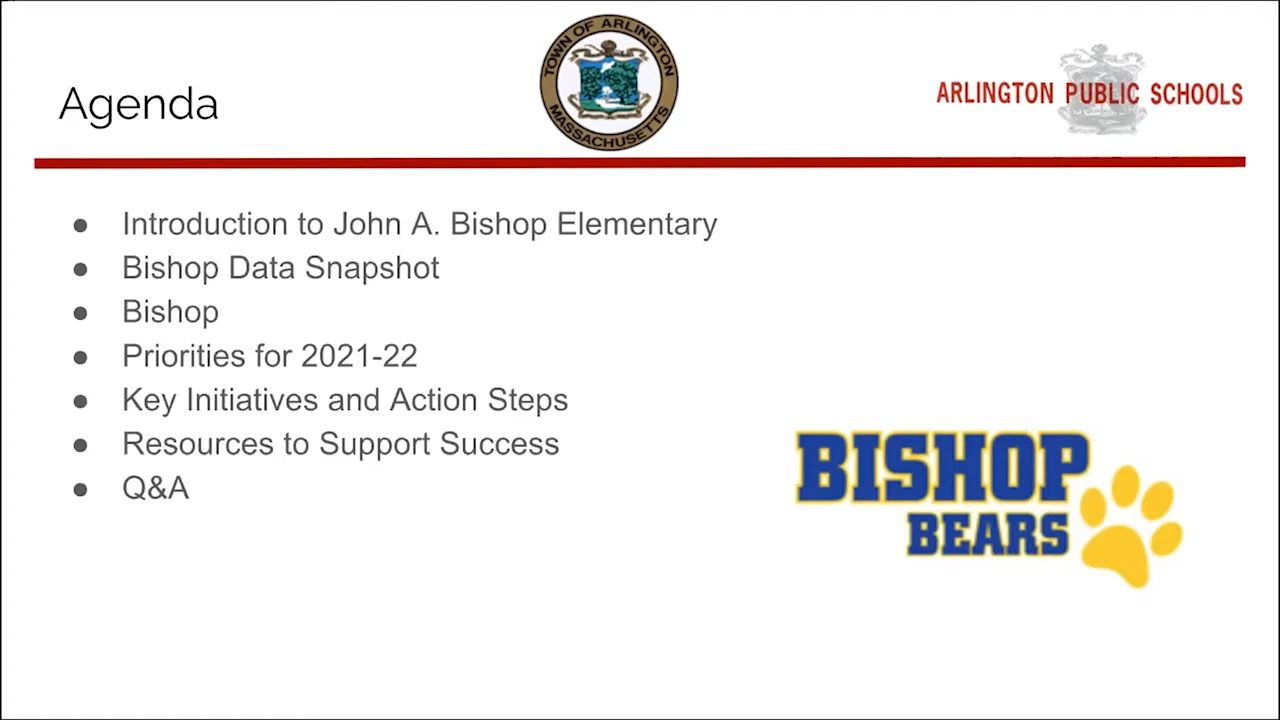 Agenda
TOWN OF ARLINGTON
MASSACHUSETTS
ARLINGTON PUBLIC SCHOOLS
● Introduction to John A. Bishop Elementary
● Bishop Data Snapshot
● Bishop
● Priorities for 2021-22
● Key Initiatives and Action Steps
● Resources to Support Success
● Q&A
BISHOP
BEARS